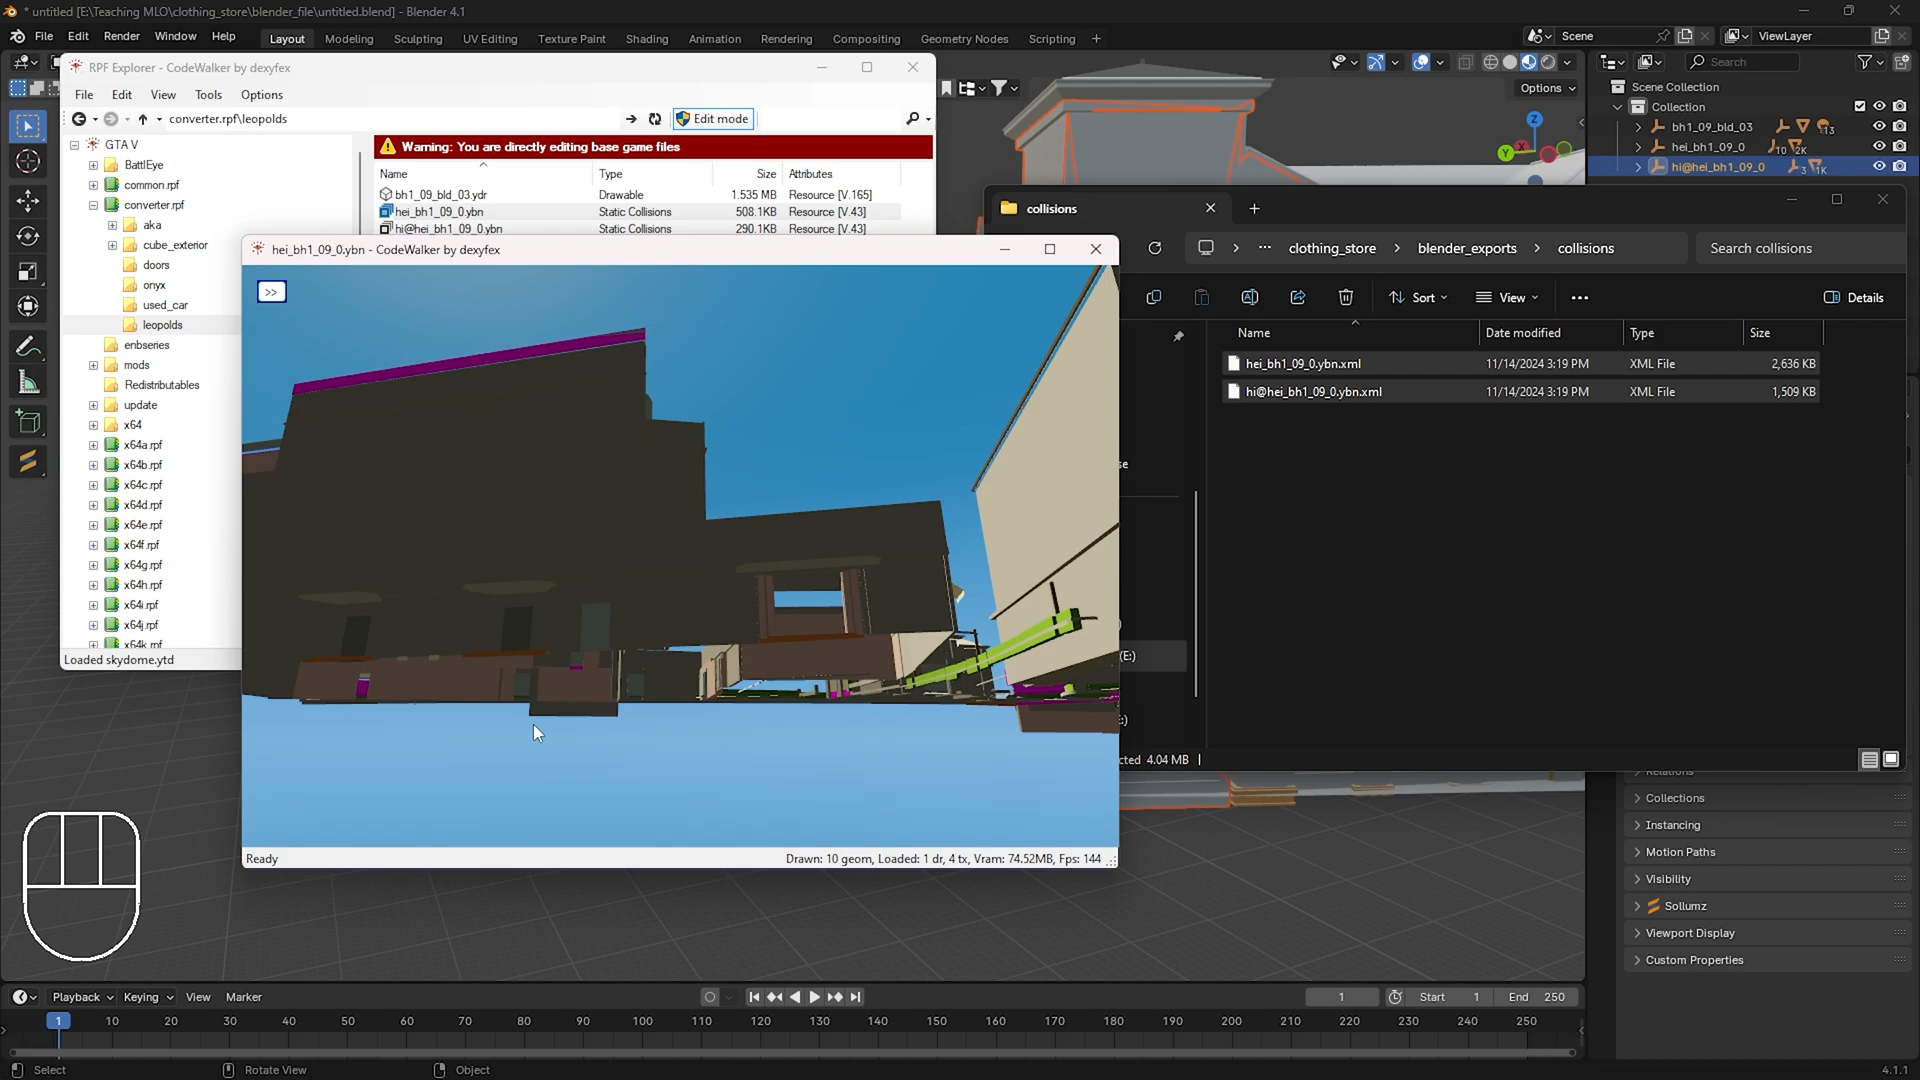 * untitled [E:\Teaching MLO\clothing_store\blender_file\untitled.blend] - Blender 4.1
File Edit Render Window Help Layout Modeling Sculpting UV Editing Texture Paint Shading Animation Rendering Compositing Geometry Nodes Scripting + Scene ViewLayer
RPF Explorer - CodeWalker by dexyfex
File Edit View Tools Options
converter.rpf\leopolds
Edit mode
Options
Search
Scene Collection
Collection
bh1_09_bld_03 13
hei_bh1_09_0 10 2K
hi@hei_bh1_09_0 3 1K
GTA V
BattlEye
common.rpf
converter.rpf
aka
cube_exterior
doors
onyx
used_car
leopolds
enbseries
mods
Redistributables
update
x64
x64a.rpf
x64b.rpf
x64c.rpf
x64d.rpf
x64e.rpf
x64f.rpf
x64g.rpf
x64h.rpf
x64i.rpf
x64j.rpf
x64k.rpf
Loaded skydome.ytd
Warning: You are directly editing base game files
Name Type Size Attributes
bh1_09_bld_03.ydr Drawable 1.535 MB Resource [V.165]
hei_bh1_09_0.ybn Static Collisions 508.1KB Resource [V.43]
hi@hei_bh1_09_0.ybn Static Collisions 290.1KB Resource [V.43]
hei_bh1_09_0.ybn - CodeWalker by dexyfex
>>
Ready
Drawn: 10 geom, Loaded: 1 dr, 4 tx, Vram: 74.52MB, Fps: 144
collisions
clothing_store > blender_exports > collisions
Search collisions
Sort View Details
Name Date modified Type Size
hei_bh1_09_0.ybn.xml 11/14/2024 3:19 PM XML File 2,636 KB
hi@hei_bh1_09_0.ybn.xml 11/14/2024 3:19 PM XML File 1,509 KB
se
(E:)
cted 4.04 MB
Relations
Collections
Instancing
Motion Paths
Visibility
Sollumz
Viewport Display
Custom Properties
Playback Keying View Marker
1 Start 1 End 250
1 10 20 30 40 50 60 70 80 90 100 110 120 130 140 150 160 170 180 190 200 210 220 230 240 250
Select Rotate View Object
4.1.1